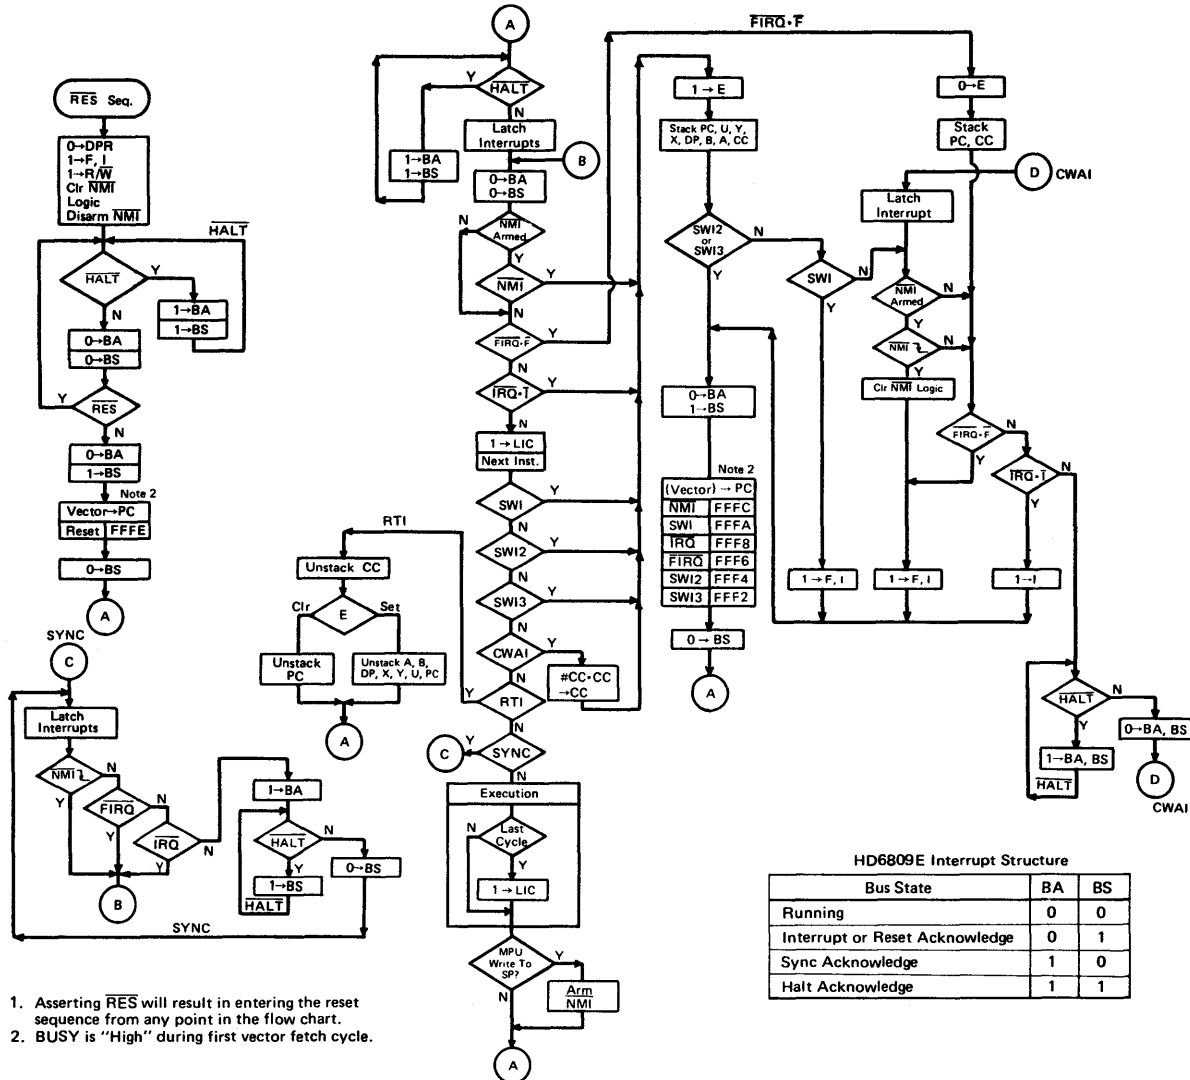 RES Seq.
0→DPR
1→F, I
1→R/W
Clr NMI
Logic
Disarm NMI
HALT
HALT
Y
N
1→BA
1→BS
0→BA
0→BS
Y
RES
N
0→BA
1→BS
Note 2
Vector→PC
Reset FFFE
0→BS
A
SYNC
C
Latch
Interrupts
NMI
N
Y
FIRQ
N
Y
IRQ
N
Y
B
1→BA
HALT
N
Y
1→BS
HALT
0→BS
SYNC
1. Asserting RES will result in entering the reset
sequence from any point in the flow chart.
2. BUSY is "High" during first vector fetch cycle.
A
Y
HALT
N
Latch
Interrupts
1→BA
1→BS
B
0→BA
0→BS
N
NMI
Armed
Y
NMI
Y
N
FIRQ·F
Y
N
IRQ·I
Y
N
1→LIC
Next Inst.
SWI
Y
N
SWI2
Y
N
SWI3
Y
N
CWAI
Y
N
#CC·CC
→CC
RTI
Y
N
RTI
Unstack CC
Clr
E
Set
Unstack
PC
Unstack A, B,
DP, X, Y, U, PC
A
C
Y
SYNC
N
Execution
N
Last
Cycle
Y
1→LIC
MPU
Write To
SP?
Y
N
Arm
NMI
A
FIRQ·F
1→E
Stack PC, U, Y,
X, DP, B, A, CC
SWI2
or
SWI3
N
Y
0→BA
1→BS
Note 2
(Vector)→PC
NMI FFFC
SWI FFFA
IRQ FFF8
FIRQ FFF6
SWI2 FFF4
SWI3 FFF2
0→BS
A
SWI
N
Y
1→F, I
0→E
Stack
PC, CC
D
CWAI
Latch
Interrupt
NMI
Armed
N
Y
NMI
N
Y
Clr NMI Logic
FIRQ·F
N
Y
IRQ·I
N
Y
1→F, I
1→I
HALT
N
Y
0→BA, BS
1→BA, BS
HALT
D
CWAI
HD6809E Interrupt Structure
Bus State BA BS
Running 0 0
Interrupt or Reset Acknowledge 0 1
Sync Acknowledge 1 0
Halt Acknowledge 1 1